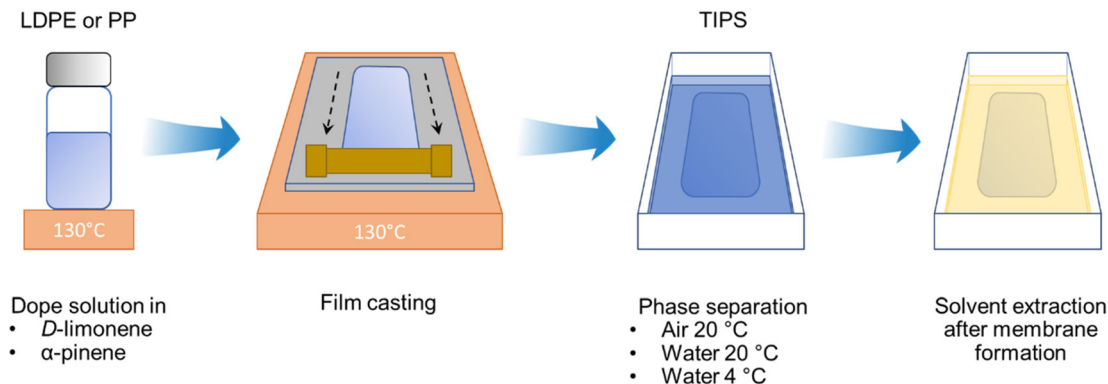 LDPE or PP
TIPS
130°C
130°C
Dope solution in
• D-limonene
• α-pinene
Film casting
Phase separation
• Air 20 °C
• Water 20 °C
• Water 4 °C
Solvent extraction
after membrane
formation